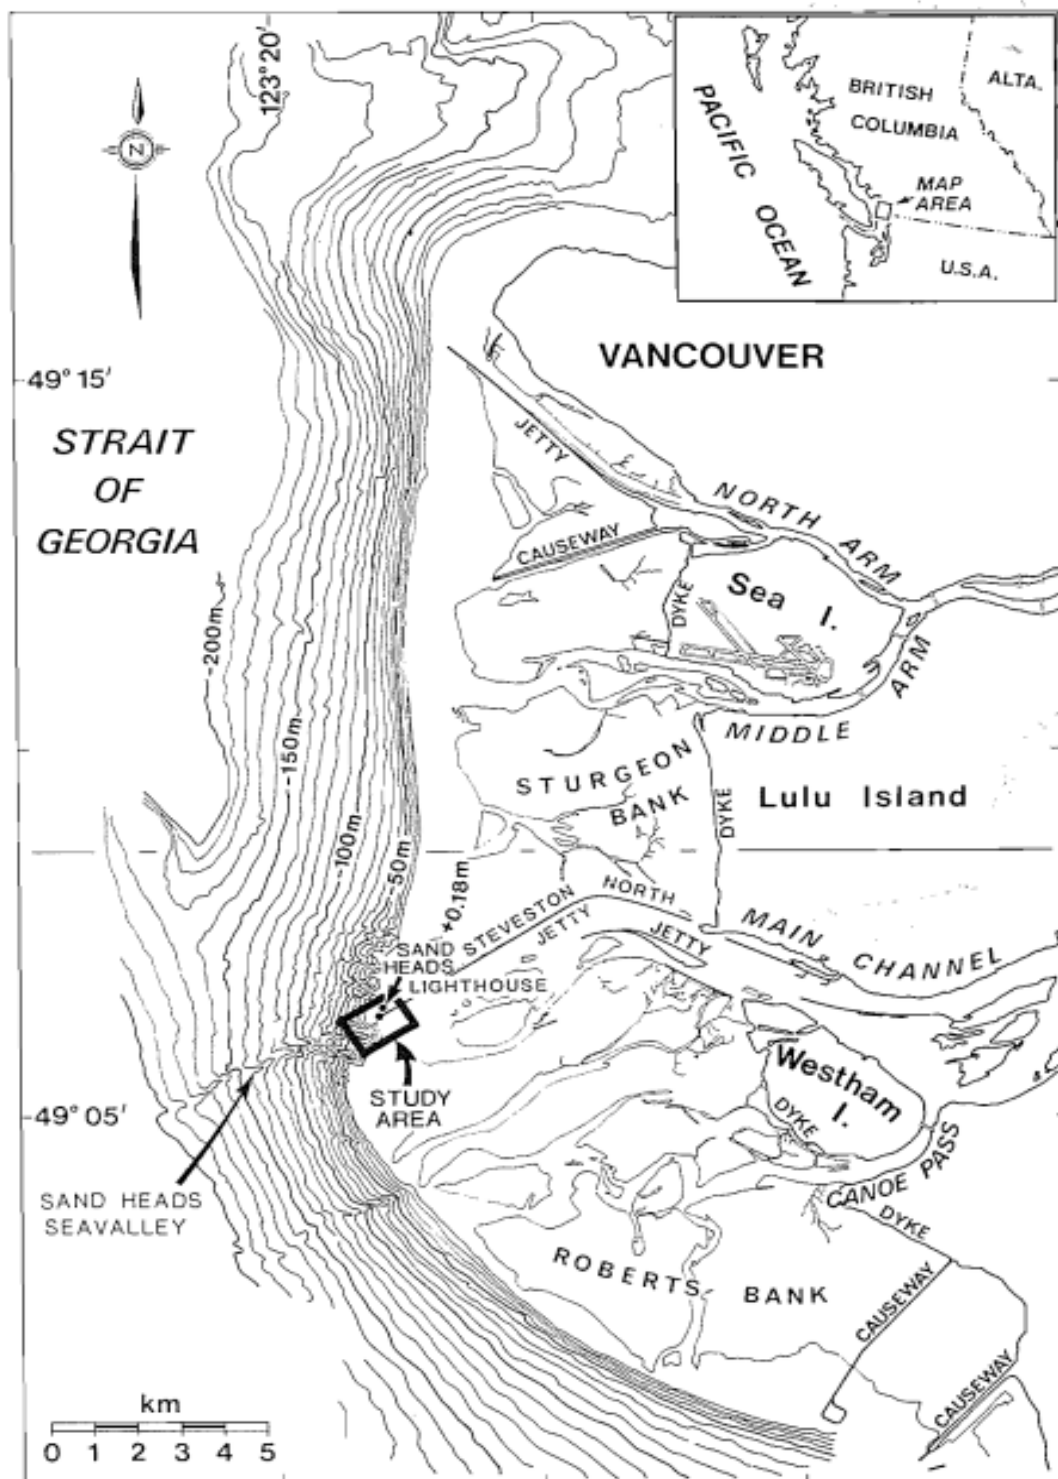 123° 20'
N
BRITISH
COLUMBIA
ALTA.
PACIFIC OCEAN
MAP
AREA
U.S.A.
VANCOUVER
49° 15'
STRAIT
OF
GEORGIA
JETTY
NORTH ARM
CAUSEWAY
DYKE
Sea I.
MIDDLE ARM
-200m
-150m
-100m
-50m
+0.18m
STURGEON
BANK
DYKE
Lulu Island
STEVESTON NORTH
JETTY
JETTY
MAIN CHANNEL
SAND
HEADS
LIGHTHOUSE
STUDY
AREA
49° 05'
SAND HEADS
SEAVALLEY
Westham
I.
DYKE
CANOE PASS
DYKE
ROBERTS BANK
CAUSEWAY
CAUSEWAY
km
0 1 2 3 4 5